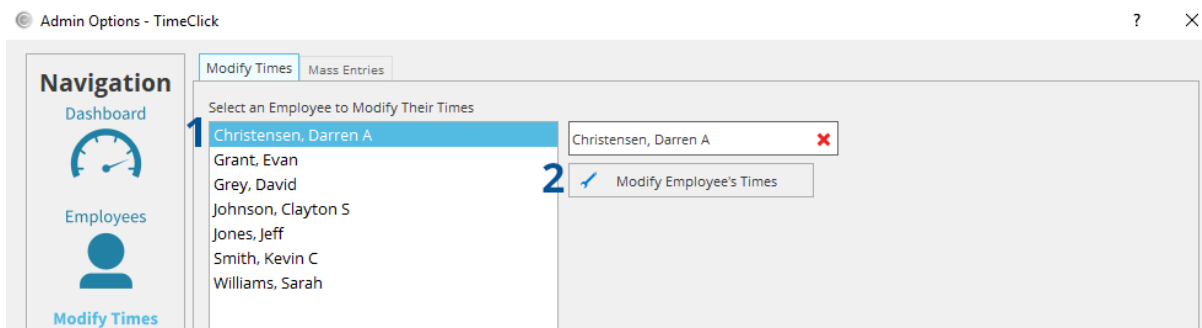 Admin Options - TimeClick
?
Navigation
Dashboard
Employees
Modify Times
Modify Times
Mass Entries
Select an Employee to Modify Their Times
1
Christensen, Darren A
Grant, Evan
Grey, David
Johnson, Clayton S
Jones, Jeff
Smith, Kevin C
Williams, Sarah
Christensen, Darren A
2
Modify Employee's Times